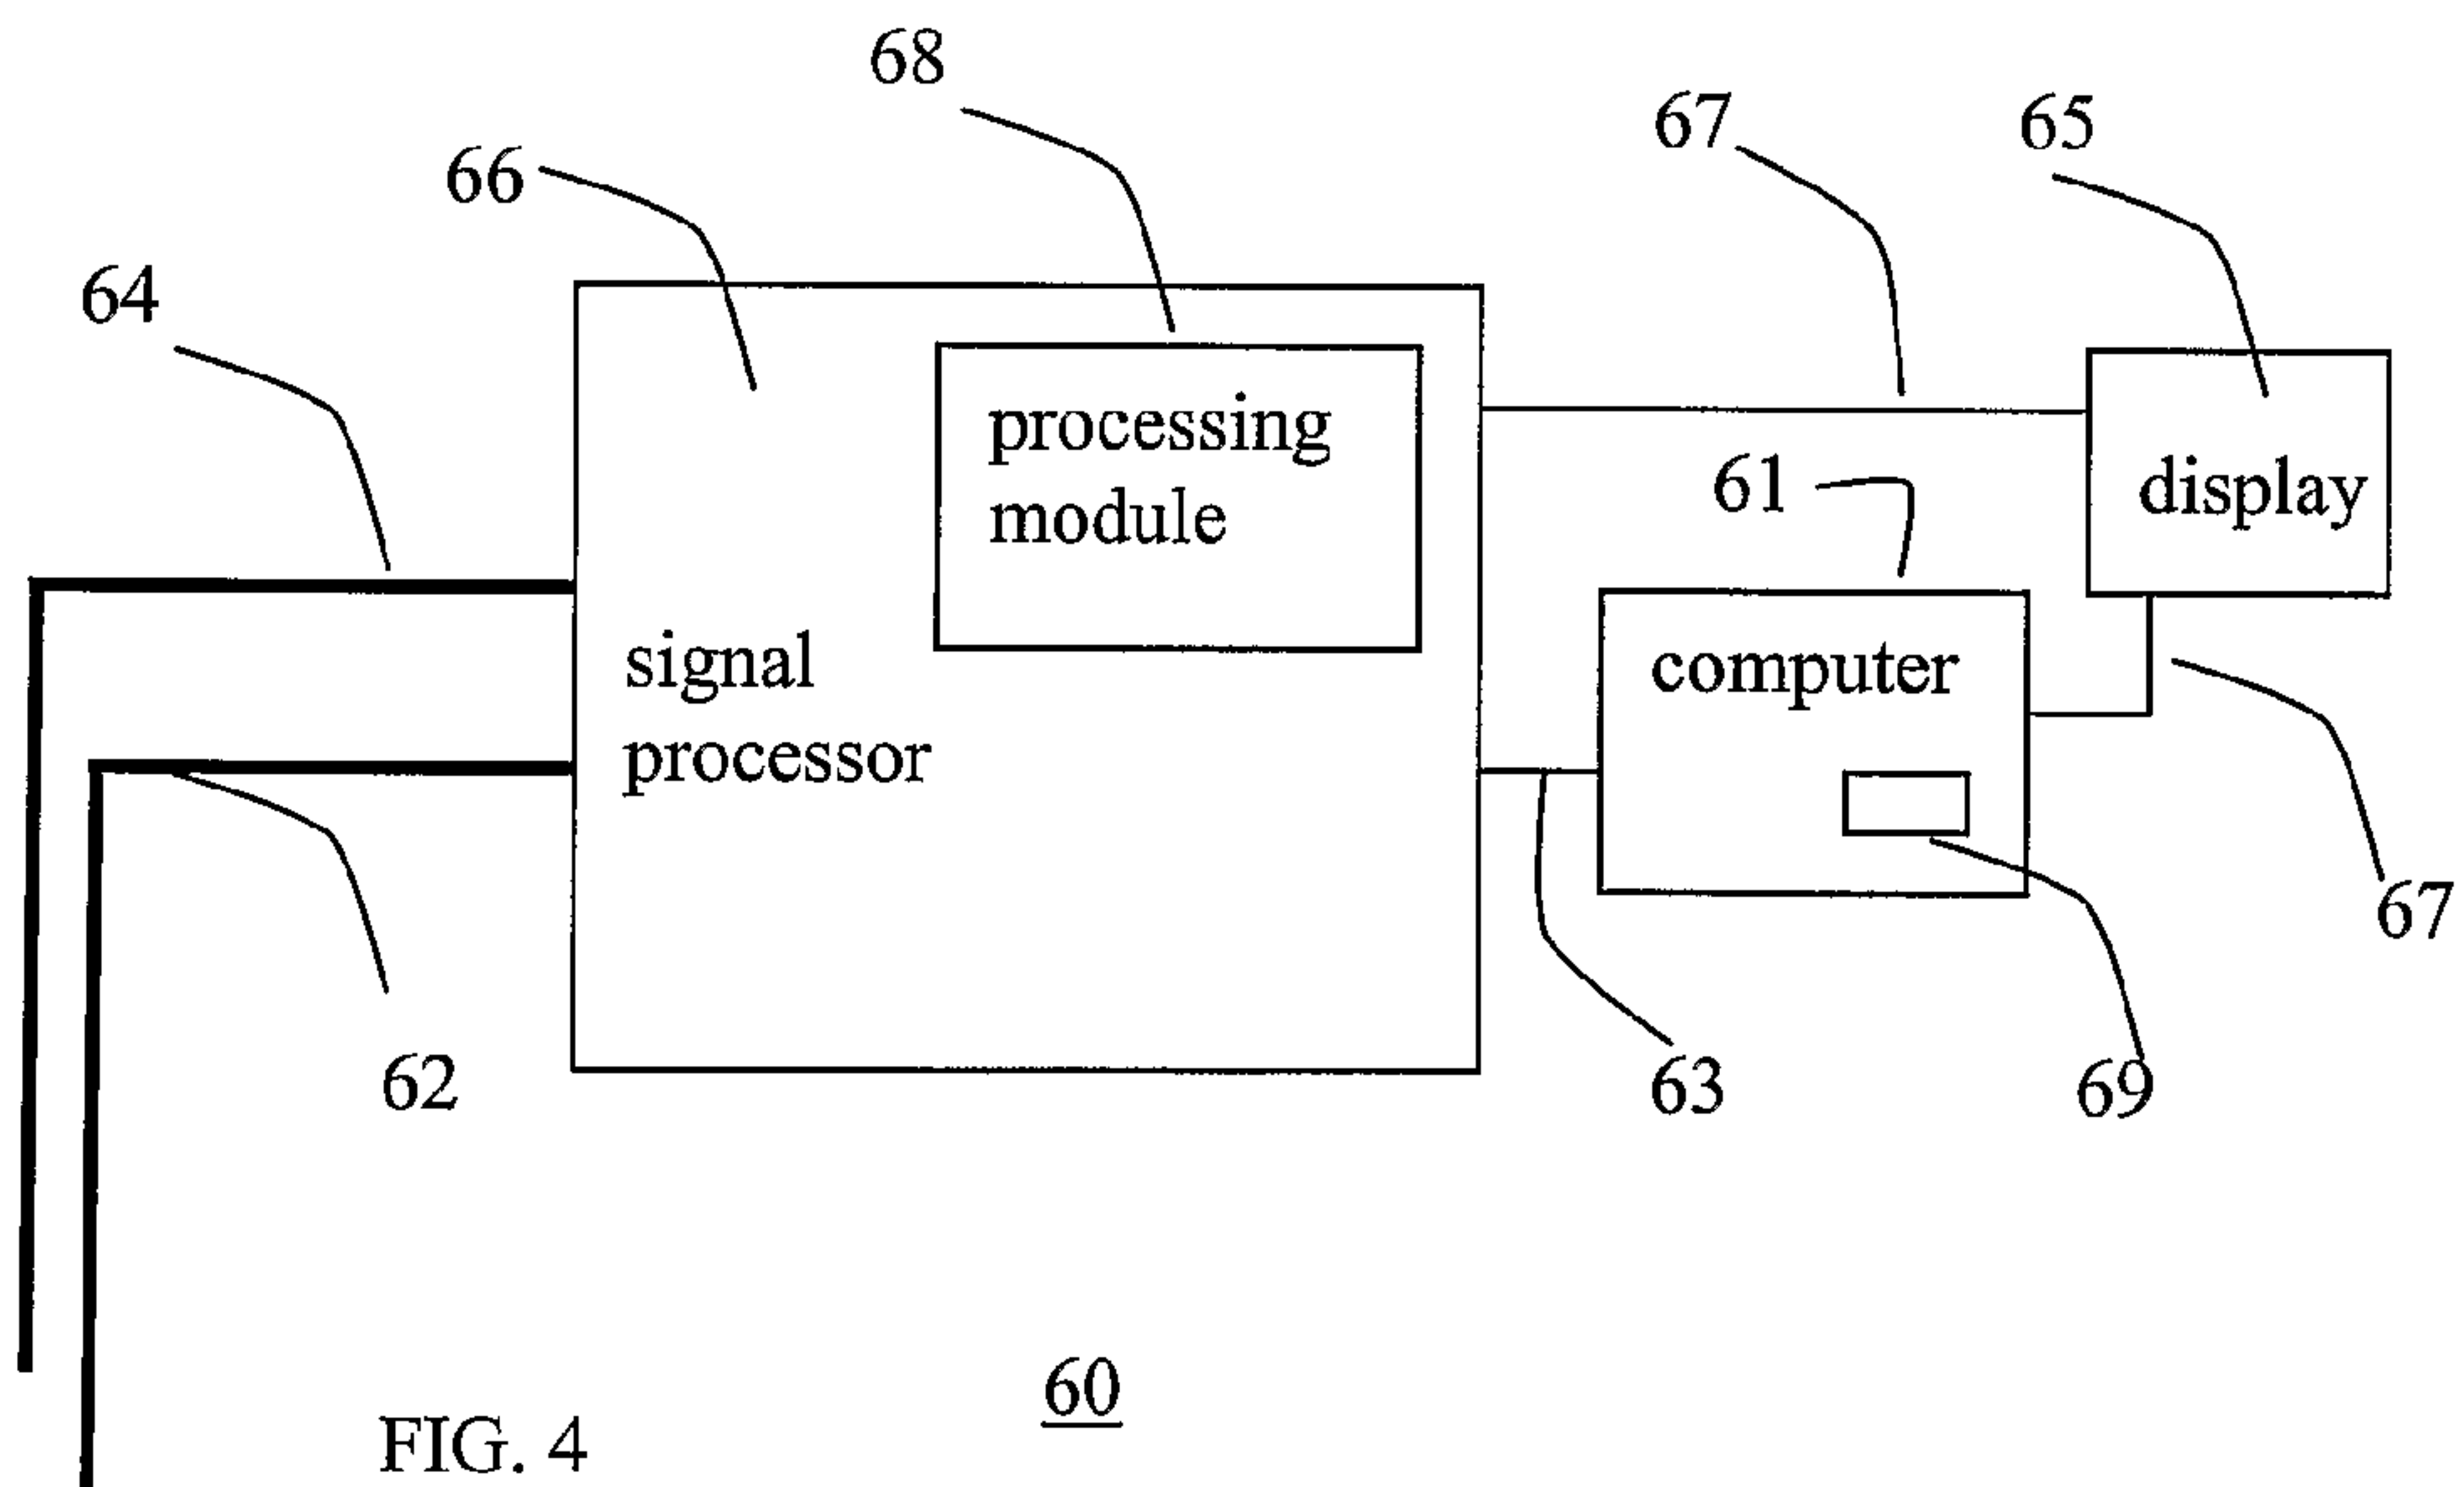 68
67
65
66
64
processing
module
61
display
signal
processor
computer
62
63
69
67
60
FIG. 4